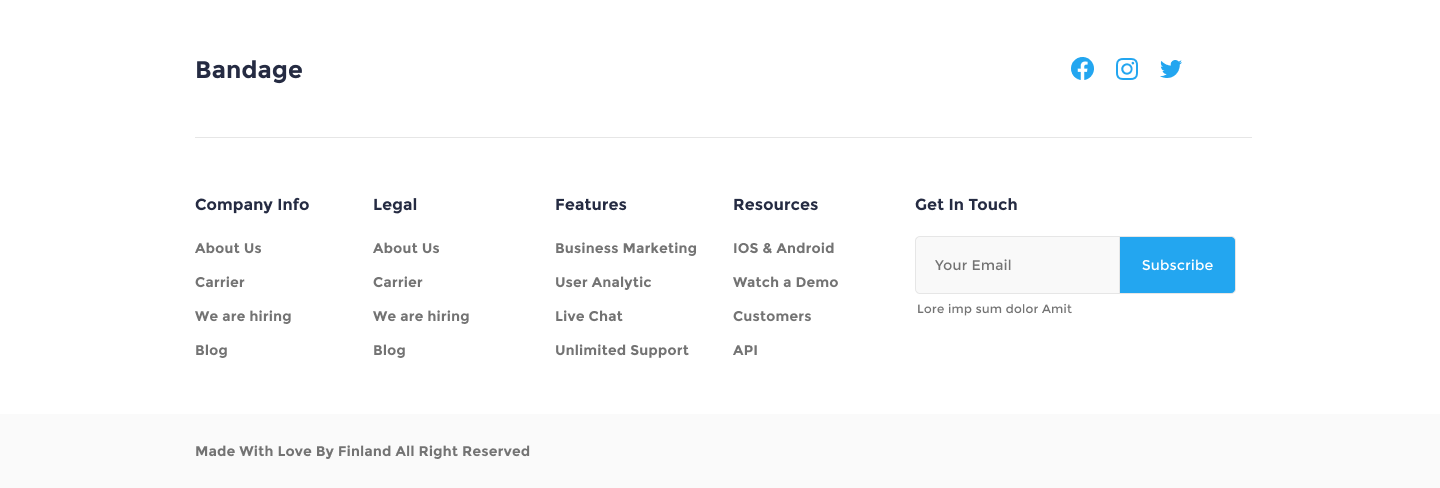 Bandage
Company Info
About Us
Carrier
We are hiring
Blog
Legal
About Us
Carrier
We are hiring
Blog
Features
Business Marketing
User Analytic
Live Chat
Unlimited Support
Resources
IOS & Android
Watch a Demo
Customers
API
Get In Touch
Your Email
Subscribe
Lore imp sum dolor Amit
Made With Love By Finland All Right Reserved